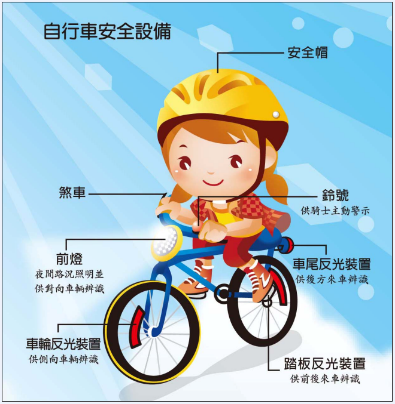 自行車安全設備
安全帽
煞車
鈴號
供騎士主動警示
前燈
夜間路況照明並
供對向車輛辨識
車尾反光裝置
供後方來車辨識
車輪反光裝置
供側向車輛辨識
踏板反光裝置
供前後來車辨識